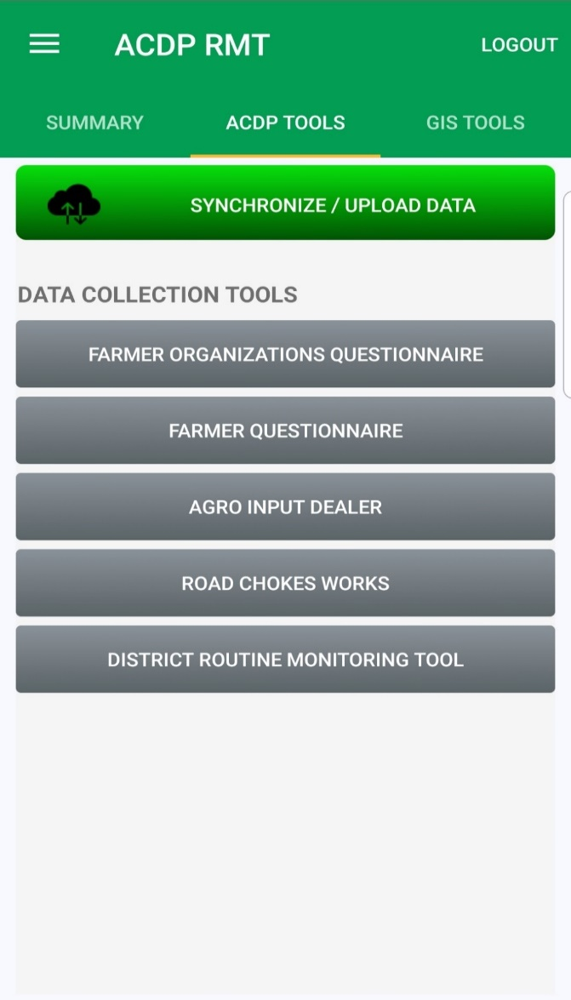 ACDP RMT
LOGOUT
SUMMARY
ACDP TOOLS
GIS TOOLS
SYNCHRONIZE / UPLOAD DATA
DATA COLLECTION TOOLS
FARMER ORGANIZATIONS QUESTIONNAIRE
FARMER QUESTIONNAIRE
AGRO INPUT DEALER
ROAD CHOKES WORKS
DISTRICT ROUTINE MONITORING TOOL